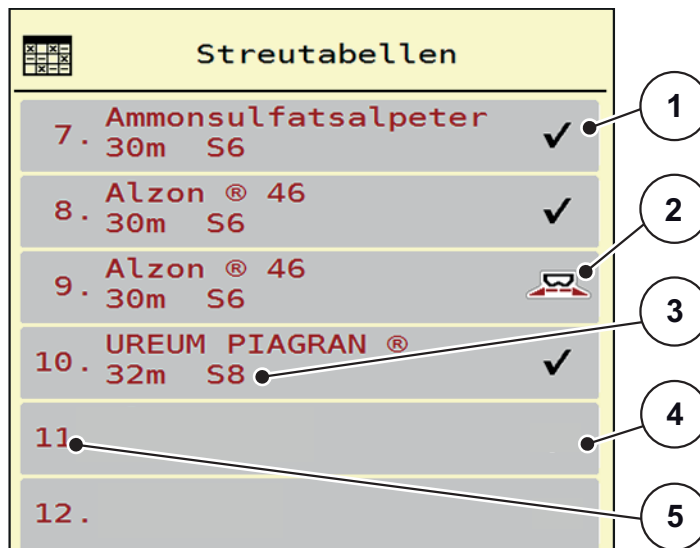 Streutabellen
7. Ammonsulfatsalpeter
30m S6
8. Alzon ® 46
30m S6
9. Alzon ® 46
30m S6
10. UREUM PIAGRAN ®
32m S8
11
12.
1
2
3
4
5